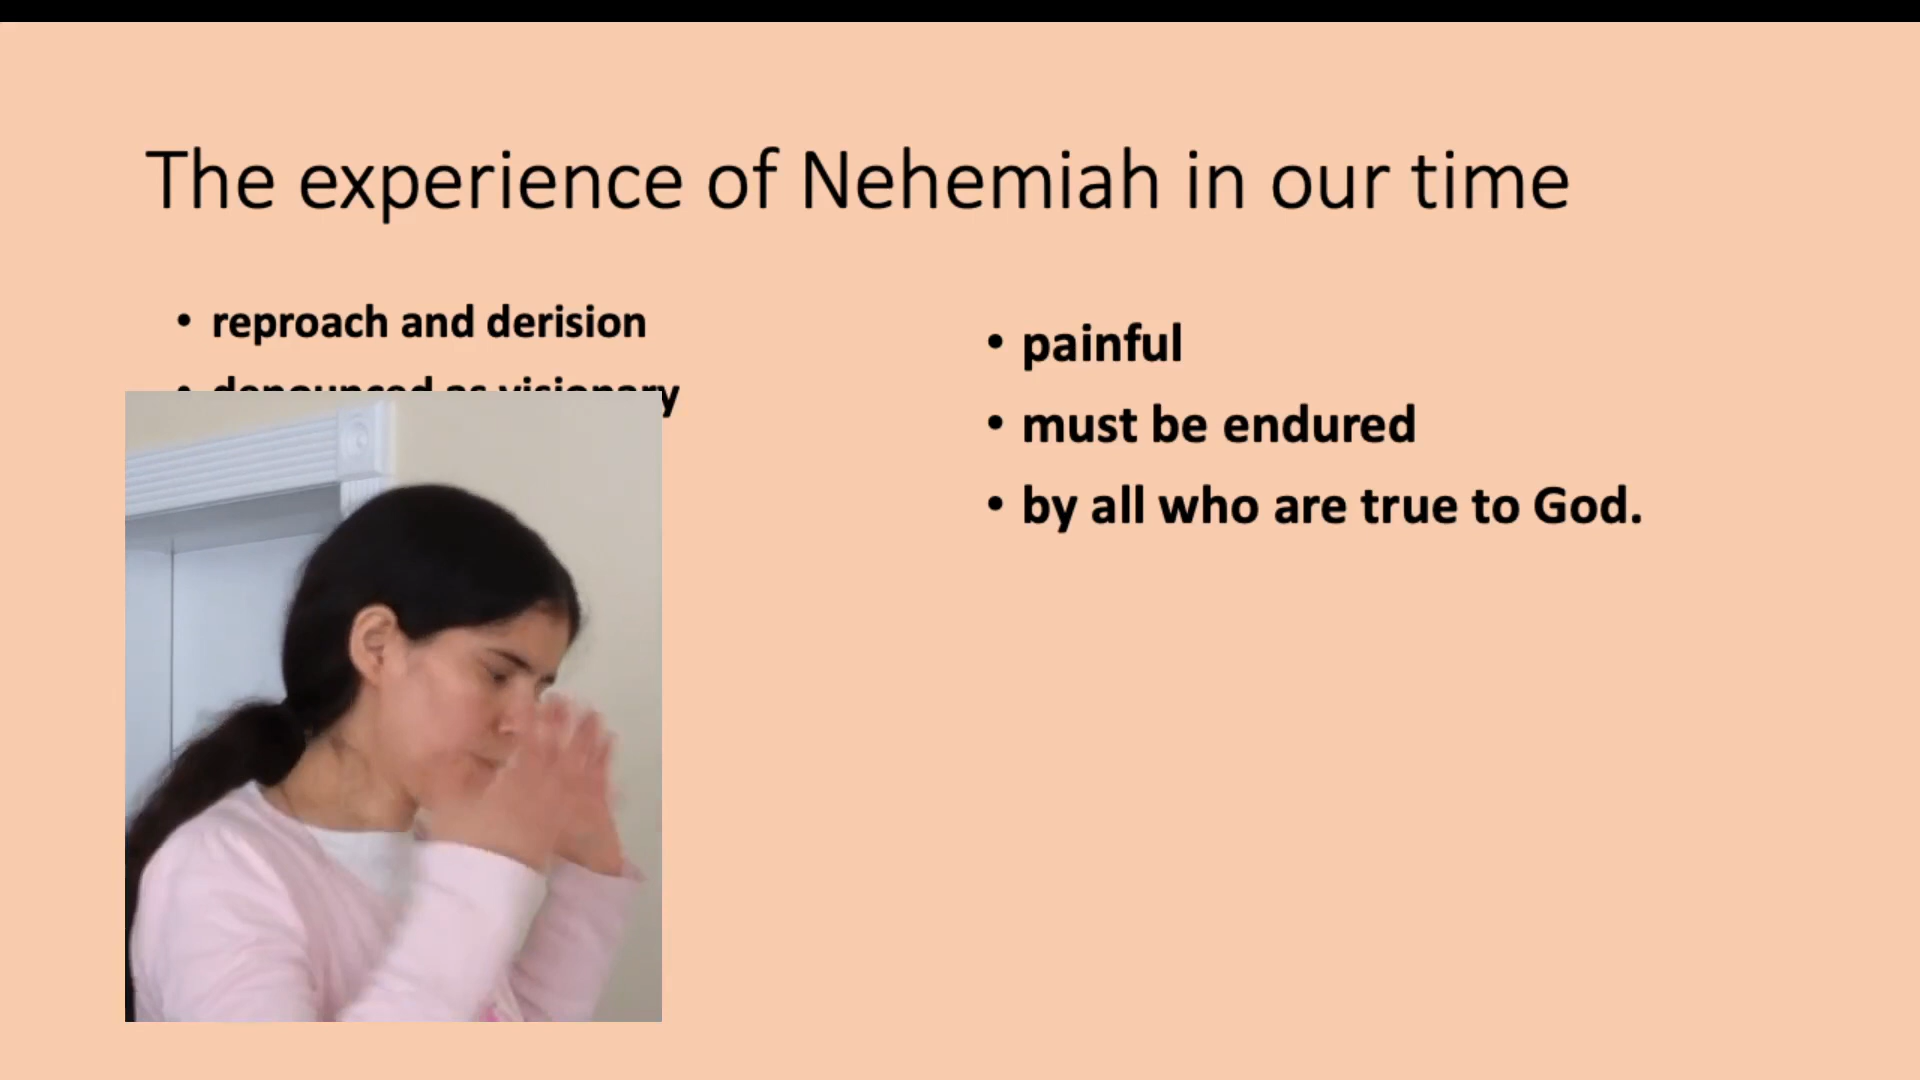 The experience of Nehemiah in our time
• reproach and derision
• denounced as visionary
• painful
• must be endured
• by all who are true to God.